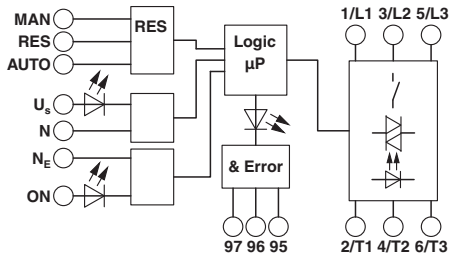 MAN
RES
AUTO
RES
Us
N
NE
ON
Logic
µP
& Error
97 96 95
1/L1 3/L2 5/L3
2/T1 4/T2 6/T3